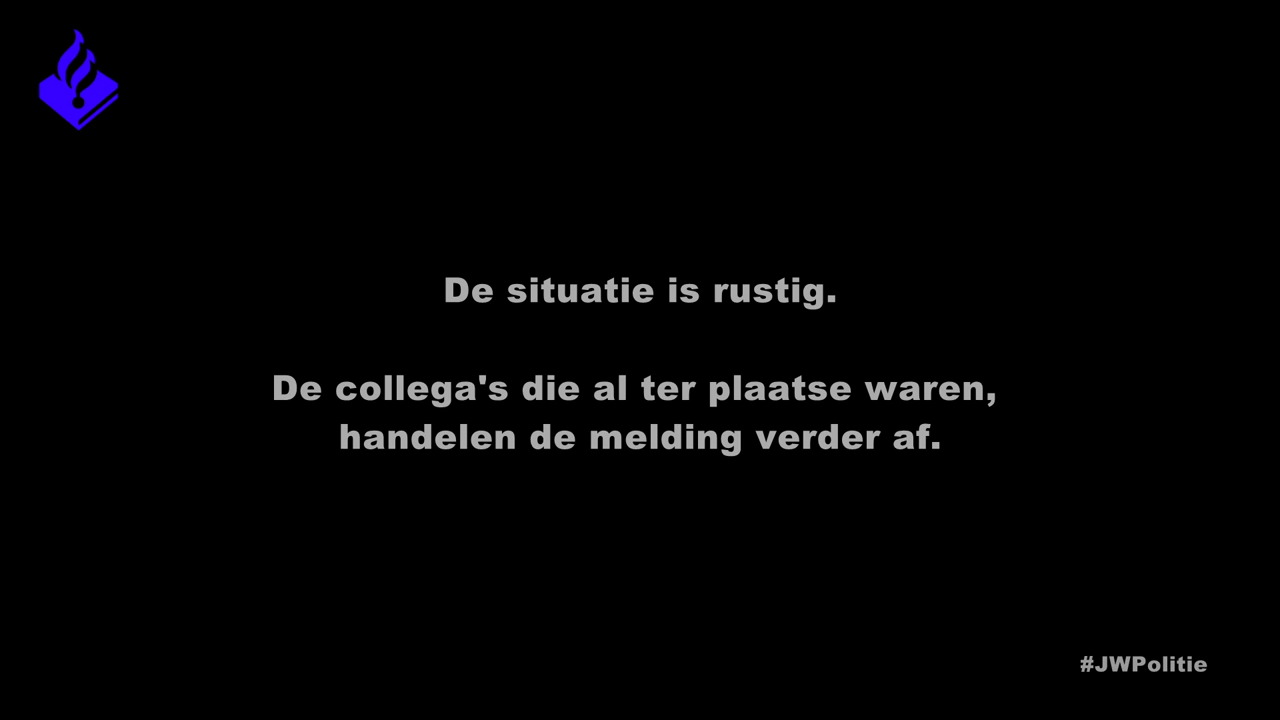 De situatie is rustig.
De collega's die al ter plaatse waren,
handelen de melding verder af.
#JWPolitie